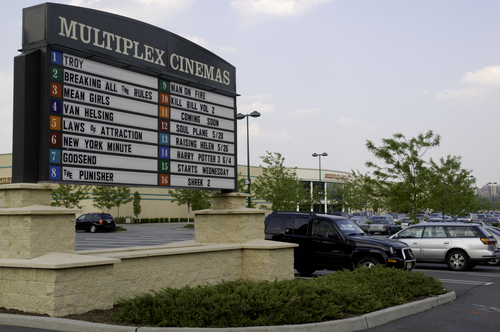 MULTIPLEX CINEMAS
1 TROY
2 BREAKING ALL THE RULES
3 MEAN GIRLS
4 VAN HELSING
5 LAWS OF ATTRACTION
6 NEW YORK MINUTE
7 GODSEND
8 THE PUNISHER
9 MAN ON FIRE
10 KILL BILL VOL 2
11 COMING SOON
12 SOUL PLANE 5/28
13 RAISING HELEN 5/28
14 HARRY POTTER 3 6/4
15 STARTS WEDNESDAY
16 SHREK 2